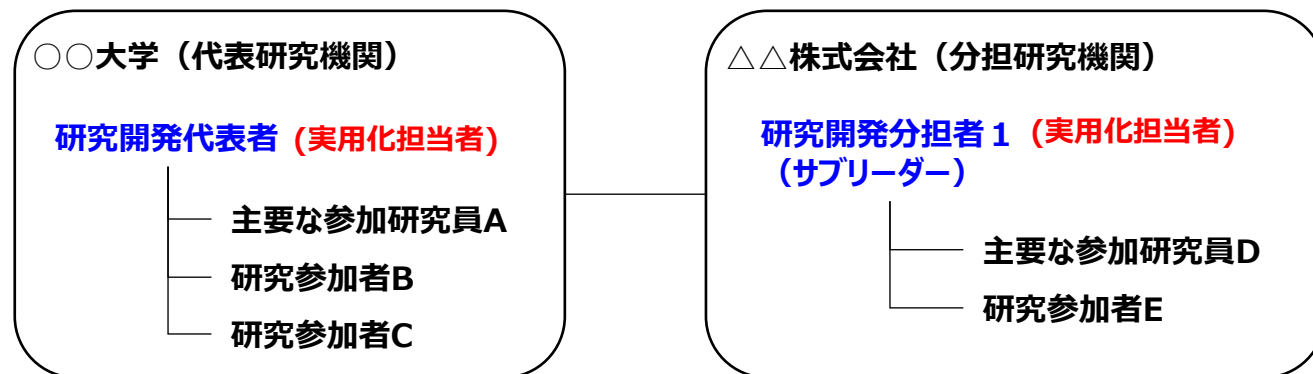 ○○大学（代表研究機関）
研究開発代表者 (実用化担当者)
主要な参加研究員A
研究参加者B
研究参加者C
△△株式会社（分担研究機関）
研究開発分担者１ (実用化担当者)
（サブリーダー）
主要な参加研究員D
研究参加者E